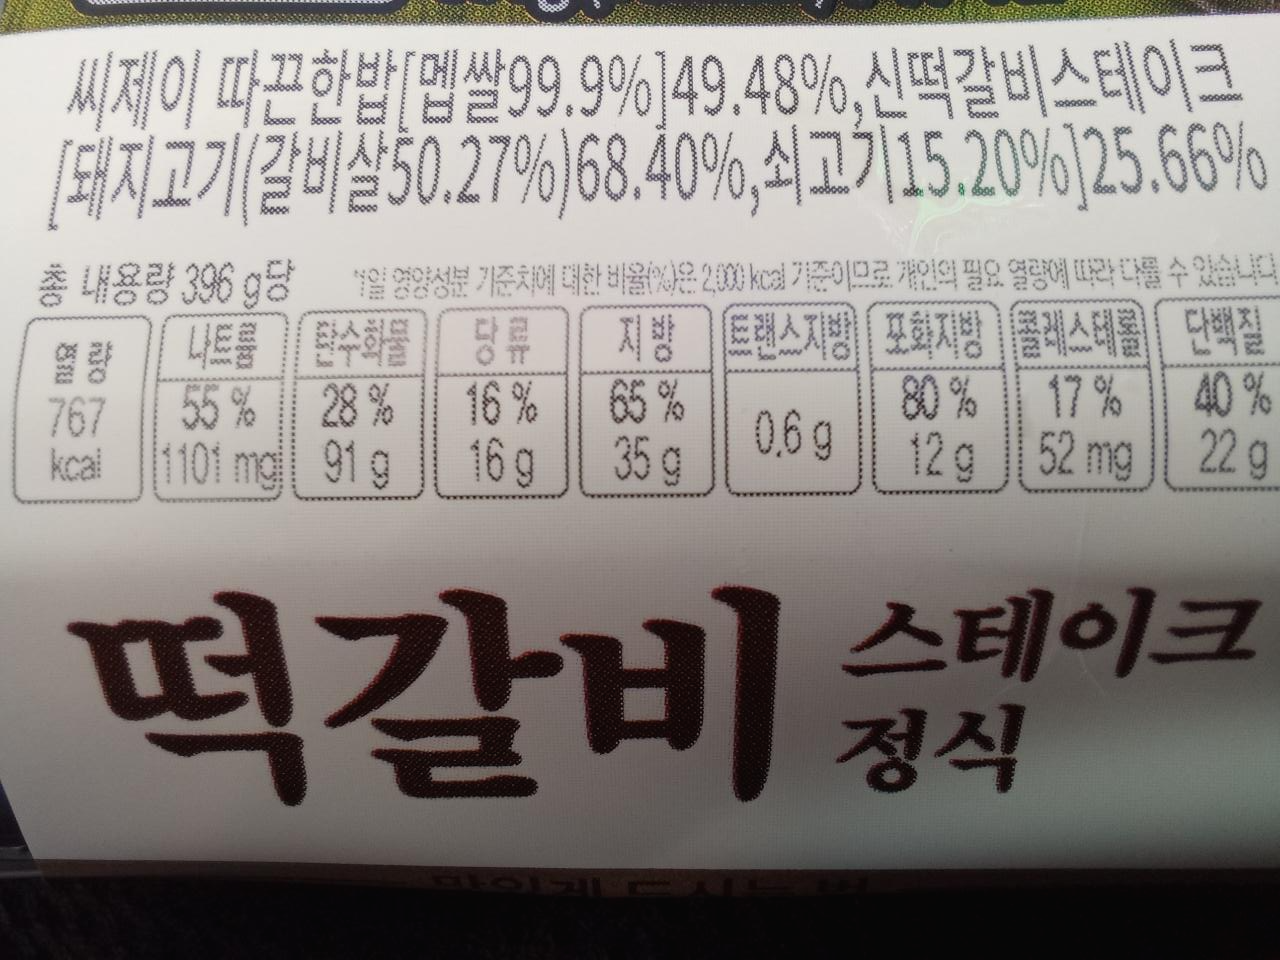 씨제이 따끈한밥[멥쌀99.9%]49.48%,신떡갈비스테이크
[돼지고기(갈비살50.27%)68.40%,쇠고기15.20%]25.66%
총 내용량 396 g당
1일 영양성분 기준치에 대한 비율(%)은 2,000 kcal 기준이므로 개인의 필요 열량에 따라 다를 수 있습니다
열량 나트륨 탄수화물 당류 지방 트랜스지방 포화지방 콜레스테롤 단백질
767 55 % 28 % 16 % 65 % 0.6 g 80 % 17 % 40 %
kcal 1101 mg 91 g 16 g 35 g 12 g 52 mg 22 g
떡갈비 스테이크
정식